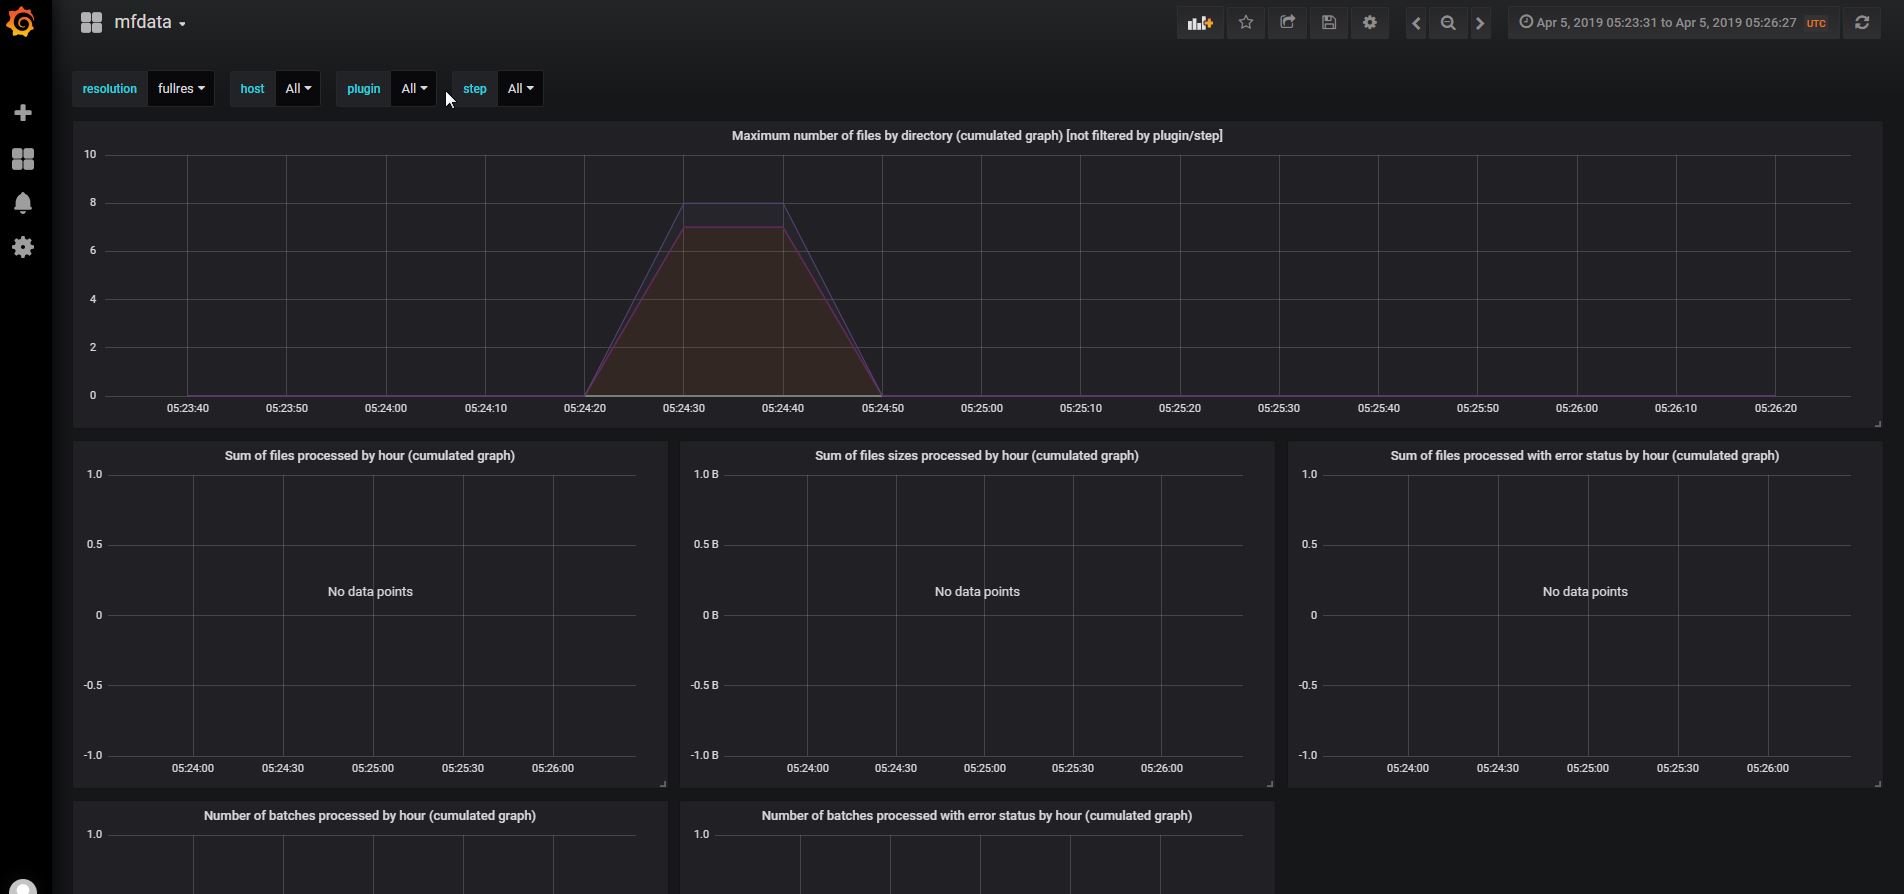 mfdata
Apr 5, 2019 05:23:31 to Apr 5, 2019 05:26:27 UTC
resolution fullres host All plugin All step All
Maximum number of files by directory (cumulated graph) [not filtered by plugin/step]
10
8
6
4
2
0
05:23:40 05:23:50 05:24:00 05:24:10 05:24:20 05:24:30 05:24:40 05:24:50 05:25:00 05:25:10 05:25:20 05:25:30 05:25:40 05:25:50 05:26:00 05:26:10 05:26:20
Sum of files processed by hour (cumulated graph)
1.0
0.5
No data points
0
-0.5
-1.0
05:24:00 05:24:30 05:25:00 05:25:30 05:26:00
Sum of files sizes processed by hour (cumulated graph)
1.0 B
0.5 B
No data points
0 B
-0.5 B
-1.0 B
05:24:00 05:24:30 05:25:00 05:25:30 05:26:00
Sum of files processed with error status by hour (cumulated graph)
1.0
0.5
No data points
0
-0.5
-1.0
05:24:00 05:24:30 05:25:00 05:25:30 05:26:00
Number of batches processed by hour (cumulated graph)
1.0
Number of batches processed with error status by hour (cumulated graph)
1.0